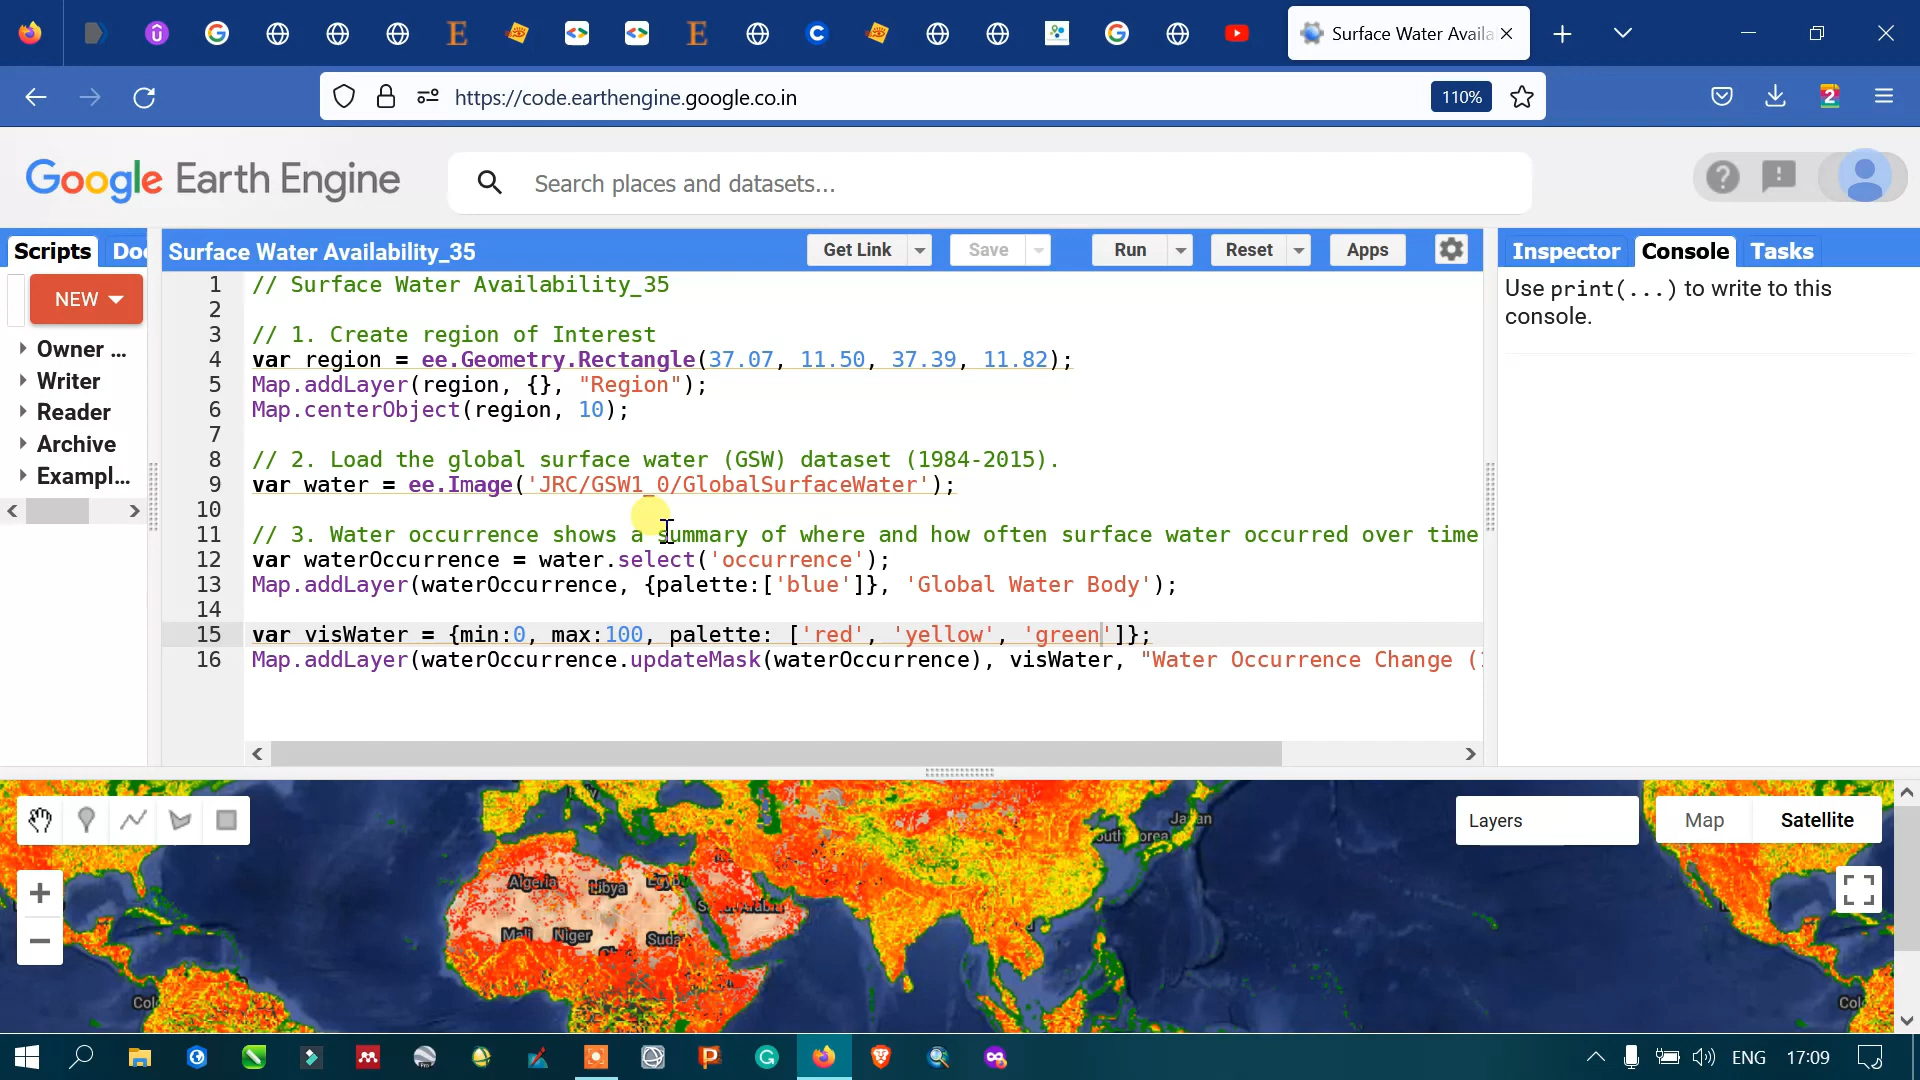 Surface Water Availa
https://code.earthengine.google.co.in
110%
2
Google Earth Engine
Search places and datasets...
Scripts
Doc
Surface Water Availability_35
Get Link
Save
Run
Reset
Apps
Inspector
Console
Tasks
NEW
Owner ...
Writer
Reader
Archive
Exampl...
1 // Surface Water Availability_35
2
3 // 1. Create region of Interest
4 var region = ee.Geometry.Rectangle(37.07, 11.50, 37.39, 11.82);
5 Map.addLayer(region, {}, "Region");
6 Map.centerObject(region, 10);
7
8 // 2. Load the global surface water (GSW) dataset (1984-2015).
9 var water = ee.Image('JRC/GSW1_0/GlobalSurfaceWater');
10
11 // 3. Water occurrence shows a summary of where and how often surface water occurred over time
12 var waterOccurrence = water.select('occurrence');
13 Map.addLayer(waterOccurrence, {palette:['blue']}, 'Global Water Body');
14
15 var visWater = {min:0, max:100, palette: ['red', 'yellow', 'green']};
16 Map.addLayer(waterOccurrence.updateMask(waterOccurrence), visWater, "Water Occurrence Change (
Use print(...) to write to this
console.
Layers
Map
Satellite
Japan
Algeria
Libya
Egypt
Mali
Niger
Suda
Col
Col
ENG
17:09